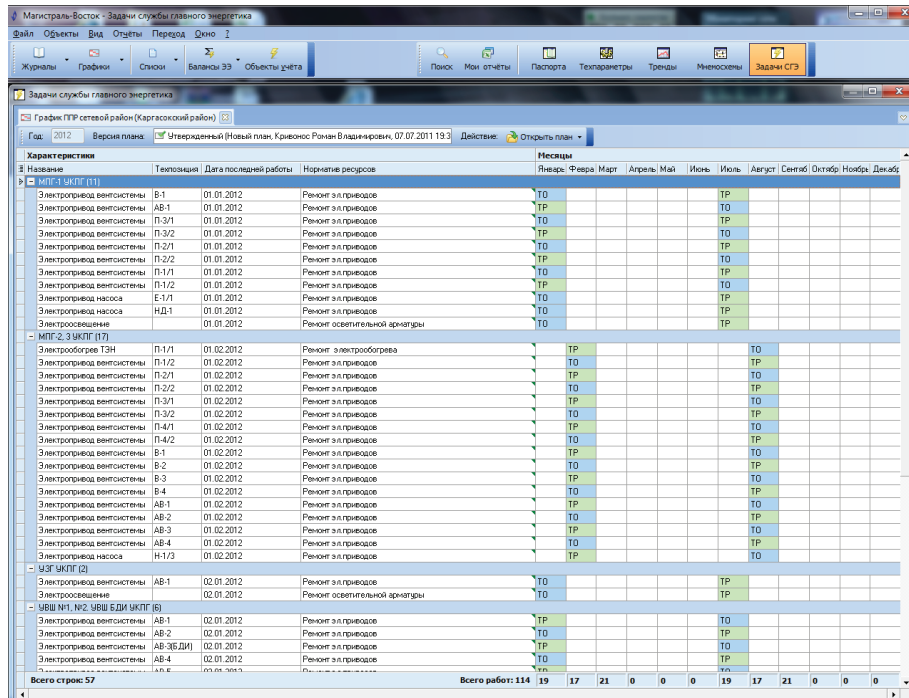 Магистраль-Восток - Задачи службы главного энергетика
Файл Объекты Вид Отчёты Переход Окно ?
Журналы Графики Списки Балансы ЭЭ Объекты учёта Поиск Мои отчёты Паспорта Техпараметры Тренды Мнемосхемы Задачи СГЭ
Задачи службы главного энергетика
График ППР сетевой район (Каргасокский район)
Год: 2012 Версия плана: Утвержденный (Новый план, Кривонос Роман Владимирович, 07.07.2011 19:3 Действие: Открыть план
Характеристики Месяцы
Название Техпозиция Дата последней работы Норматив ресурсов Январь Февра Март Апрель Май Июнь Июль Август Сентяб Октябр Ноябрь Декабр
МПГ-1 УКПГ (11)
Электропривод вентсистемы В-1 01.01.2012 Ремонт эл.приводов ТО ТР
Электропривод вентсистемы АВ-1 01.01.2012 Ремонт эл.приводов ТР ТО
Электропривод вентсистемы П-3/1 01.01.2012 Ремонт эл.приводов ТО ТР
Электропривод вентсистемы П-3/2 01.01.2012 Ремонт эл.приводов ТР ТО
Электропривод вентсистемы П-2/1 01.01.2012 Ремонт эл.приводов ТО ТР
Электропривод вентсистемы П-2/2 01.01.2012 Ремонт эл.приводов ТР ТО
Электропривод вентсистемы П-1/1 01.01.2012 Ремонт эл.приводов ТО ТР
Электропривод вентсистемы П-1/2 01.01.2012 Ремонт эл.приводов ТР ТО
Электропривод насоса Е-1/1 01.01.2012 Ремонт эл.приводов ТО ТР
Электропривод насоса НД-1 01.01.2012 Ремонт эл.приводов ТО ТР
Электроосвещение 01.01.2012 Ремонт осветительной арматуры ТО ТР
МПГ-2, 3 УКПГ (17)
Электрообогрев ТЭН П-1/1 01.02.2012 Ремонт электрообогрева ТР ТО
Электропривод вентсистемы П-1/2 01.02.2012 Ремонт эл.приводов ТО ТР
Электропривод вентсистемы П-2/1 01.02.2012 Ремонт эл.приводов ТР ТО
Электропривод вентсистемы П-2/2 01.02.2012 Ремонт эл.приводов ТО ТР
Электропривод вентсистемы П-3/1 01.02.2012 Ремонт эл.приводов ТР ТО
Электропривод вентсистемы П-3/2 01.02.2012 Ремонт эл.приводов ТО ТР
Электропривод вентсистемы П-4/1 01.02.2012 Ремонт эл.приводов ТР ТО
Электропривод вентсистемы П-4/2 01.02.2012 Ремонт эл.приводов ТО ТР
Электропривод вентсистемы В-1 01.02.2012 Ремонт эл.приводов ТР ТО
Электропривод вентсистемы В-2 01.02.2012 Ремонт эл.приводов ТО ТР
Электропривод вентсистемы В-3 01.02.2012 Ремонт эл.приводов ТР ТО
Электропривод вентсистемы В-4 01.02.2012 Ремонт эл.приводов ТО ТР
Электропривод вентсистемы АВ-1 01.02.2012 Ремонт эл.приводов ТР ТО
Электропривод вентсистемы АВ-2 01.02.2012 Ремонт эл.приводов ТО ТР
Электропривод вентсистемы АВ-3 01.02.2012 Ремонт эл.приводов ТР ТО
Электропривод вентсистемы АВ-4 01.02.2012 Ремонт эл.приводов ТО ТР
Электропривод насоса Н-1/3 01.02.2012 Ремонт эл.приводов ТР ТО
УЗГ УКПГ (2)
Электропривод вентсистемы АВ-1 02.01.2012 Ремонт эл.приводов ТО ТР
Электроосвещение 02.01.2012 Ремонт осветительной арматуры ТО ТР
УВШ №1, №2. УВШ БДИ УКПГ (6)
Электропривод вентсистемы АВ-1 02.01.2012 Ремонт эл.приводов ТР ТО
Электропривод вентсистемы АВ-2 02.01.2012 Ремонт эл.приводов ТО ТР
Электропривод вентсистемы АВ-3(БДИ) 02.01.2012 Ремонт эл.приводов ТР ТО
Электропривод вентсистемы АВ-4 02.01.2012 Ремонт эл.приводов ТО ТР
Всего строк: 57 Всего работ: 114 19 17 21 0 0 0 19 17 21 0 0 0